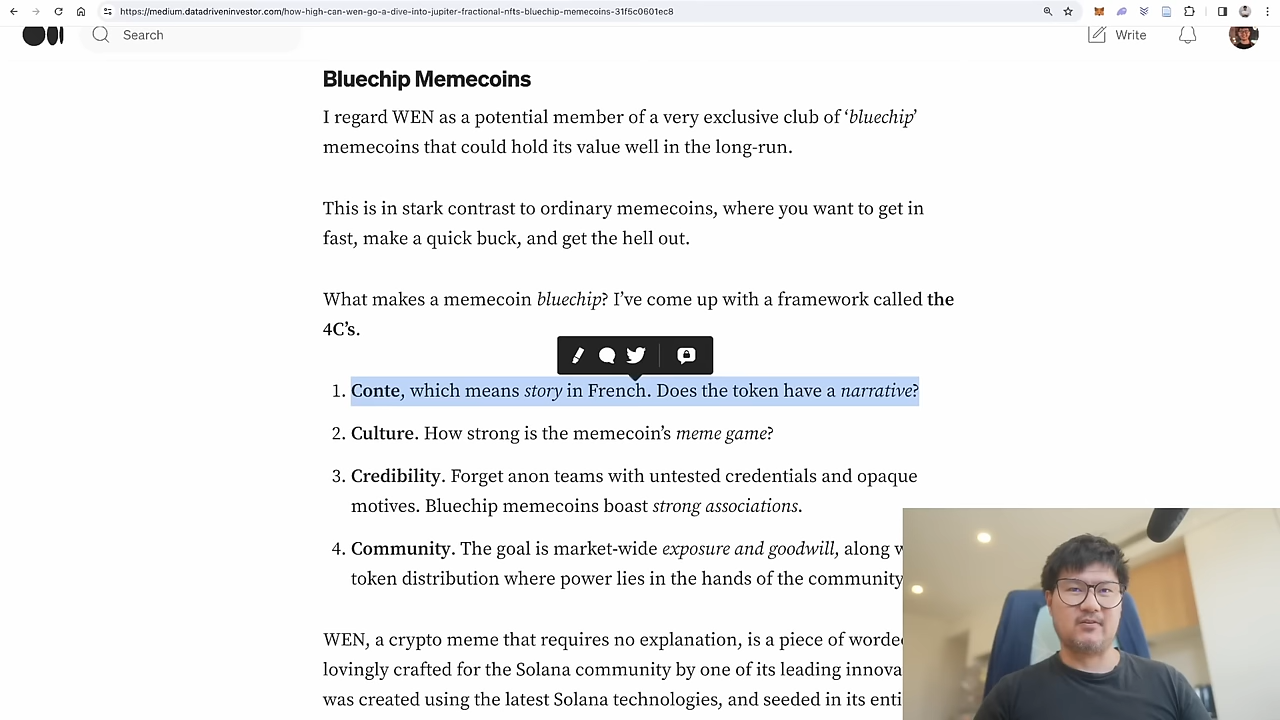 https://medium.datadriveninvestor.com/how-high-can-wen-go-a-dive-into-jupiter-fractional-nfts-bluechip-memecoins-31f5c0601ec8
Search
Write
Bluechip Memecoins
I regard WEN as a potential member of a very exclusive club of ‘bluechip’
memecoins that could hold its value well in the long-run.
This is in stark contrast to ordinary memecoins, where you want to get in
fast, make a quick buck, and get the hell out.
What makes a memecoin bluechip? I’ve come up with a framework called the
4C’s.
1. Conte, which means story in French. Does the token have a narrative?
2. Culture. How strong is the memecoin’s meme game?
3. Credibility. Forget anon teams with untested credentials and opaque
motives. Bluechip memecoins boast strong associations.
4. Community. The goal is market-wide exposure and goodwill, along
token distribution where power lies in the hands of the community
WEN, a crypto meme that requires no explanation, is a piece of
lovingly crafted for the Solana community by one of its leading
was created using the latest Solana technologies, and seeded in its